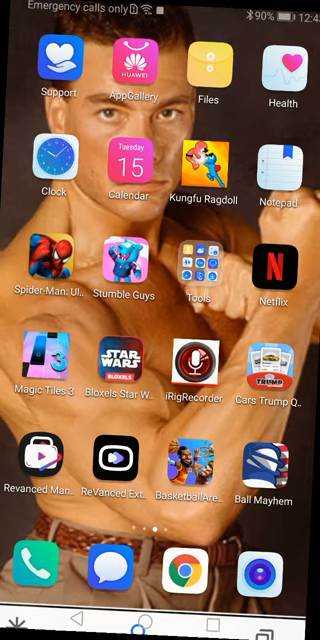 Emergency calls only
90%
12:4
Support
HUAWEI
AppGallery
Files
Health
Clock
Tuesday
15
Calendar
Kungfu Ragdoll
Notepad
Spider-Man: Ul..
Stumble Guys
Tools
N
Netflix
3
Magic Tiles 3
STAR
WARS
BLOXELS
Bloxels Star W..
iRigRecorder
TRUMP
Cars Trump Q..
Revanced Man..
ReVanced Ext..
BasketballAre..
Ball Mayhem